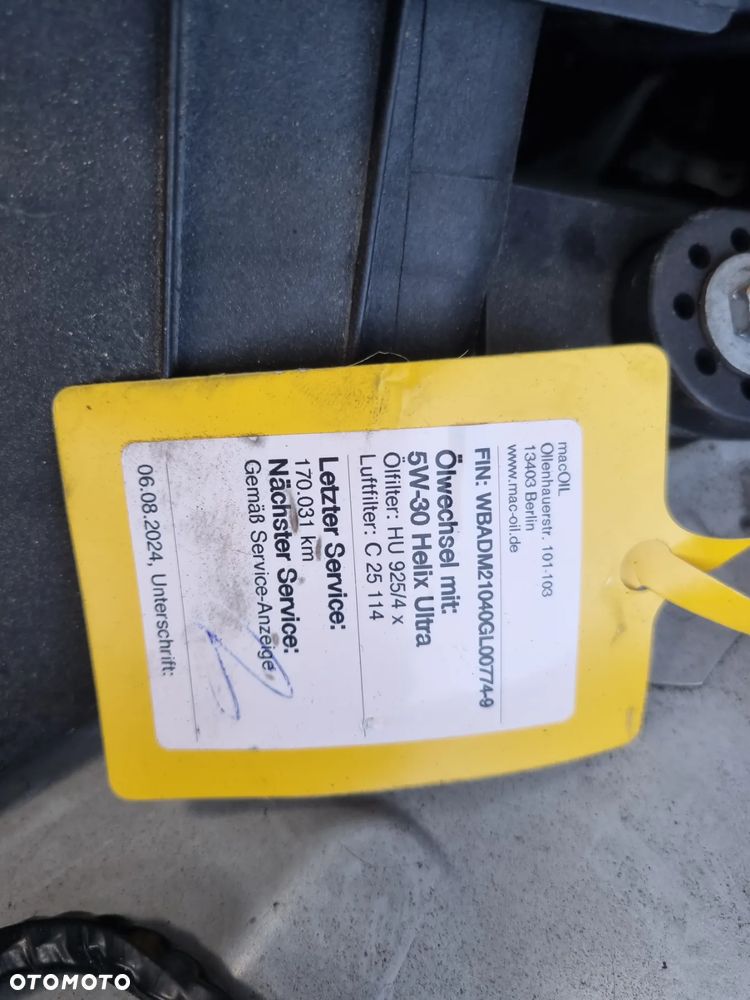 macOIL
Ollenhauerstr. 101-103
13403 Berlin
www.mac-oil.de
FIN: WBADM21040GL00774-9
Ölwechsel mit:
5W-30 Helix Ultra
Ölfilter: HU 925/4 x
Luftfilter: C 25 114
Letzter Service:
170.031 km
Nächster Service:
Gemäß Service-Anzeige
06.08.2024, Unterschrift:
OTOMOTO